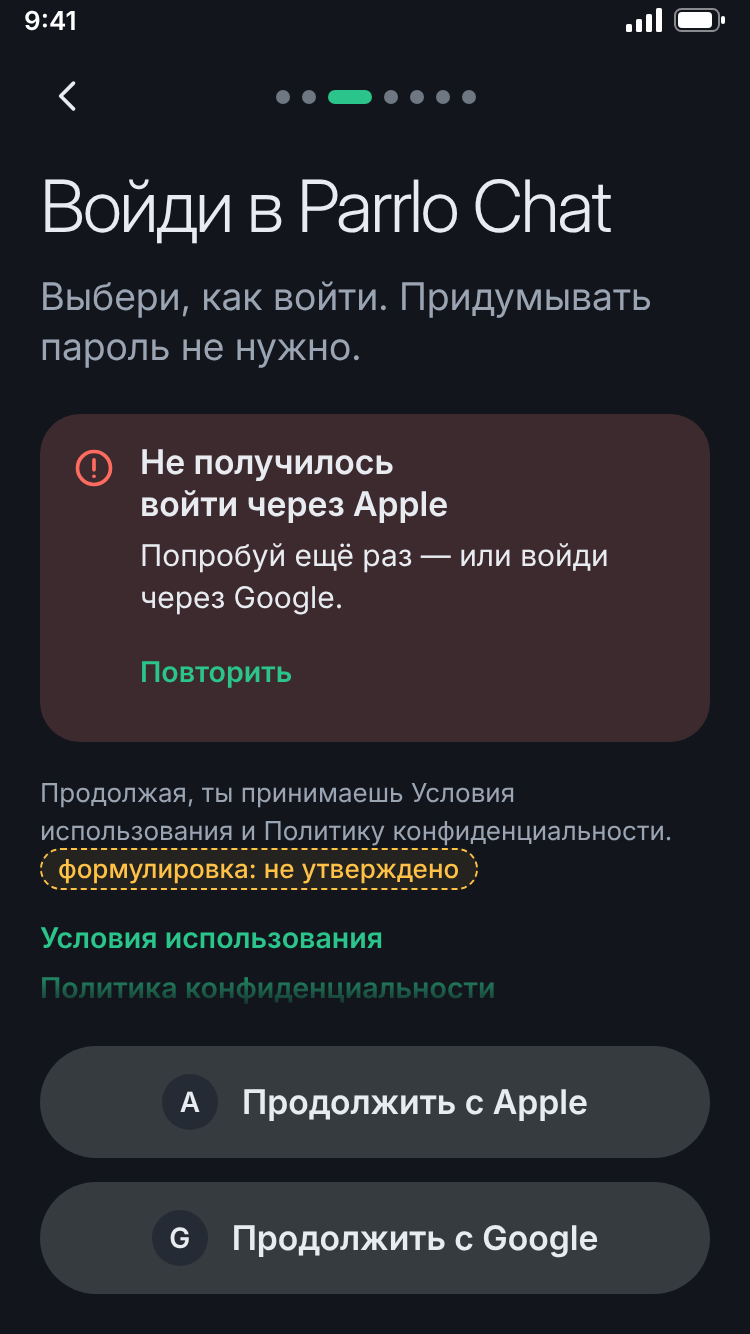 9:41
Войди в Parrlo Chat
Выбери, как войти. Придумывать
пароль не нужно.
Не получилось
войти через Apple
Попробуй ещё раз — или войди
через Google.
Повторить
Продолжая, ты принимаешь Условия
использования и Политику конфиденциальности.
формулировка: не утверждено
Условия использования
Политика конфиденциальности
A Продолжить с Apple
G Продолжить с Google